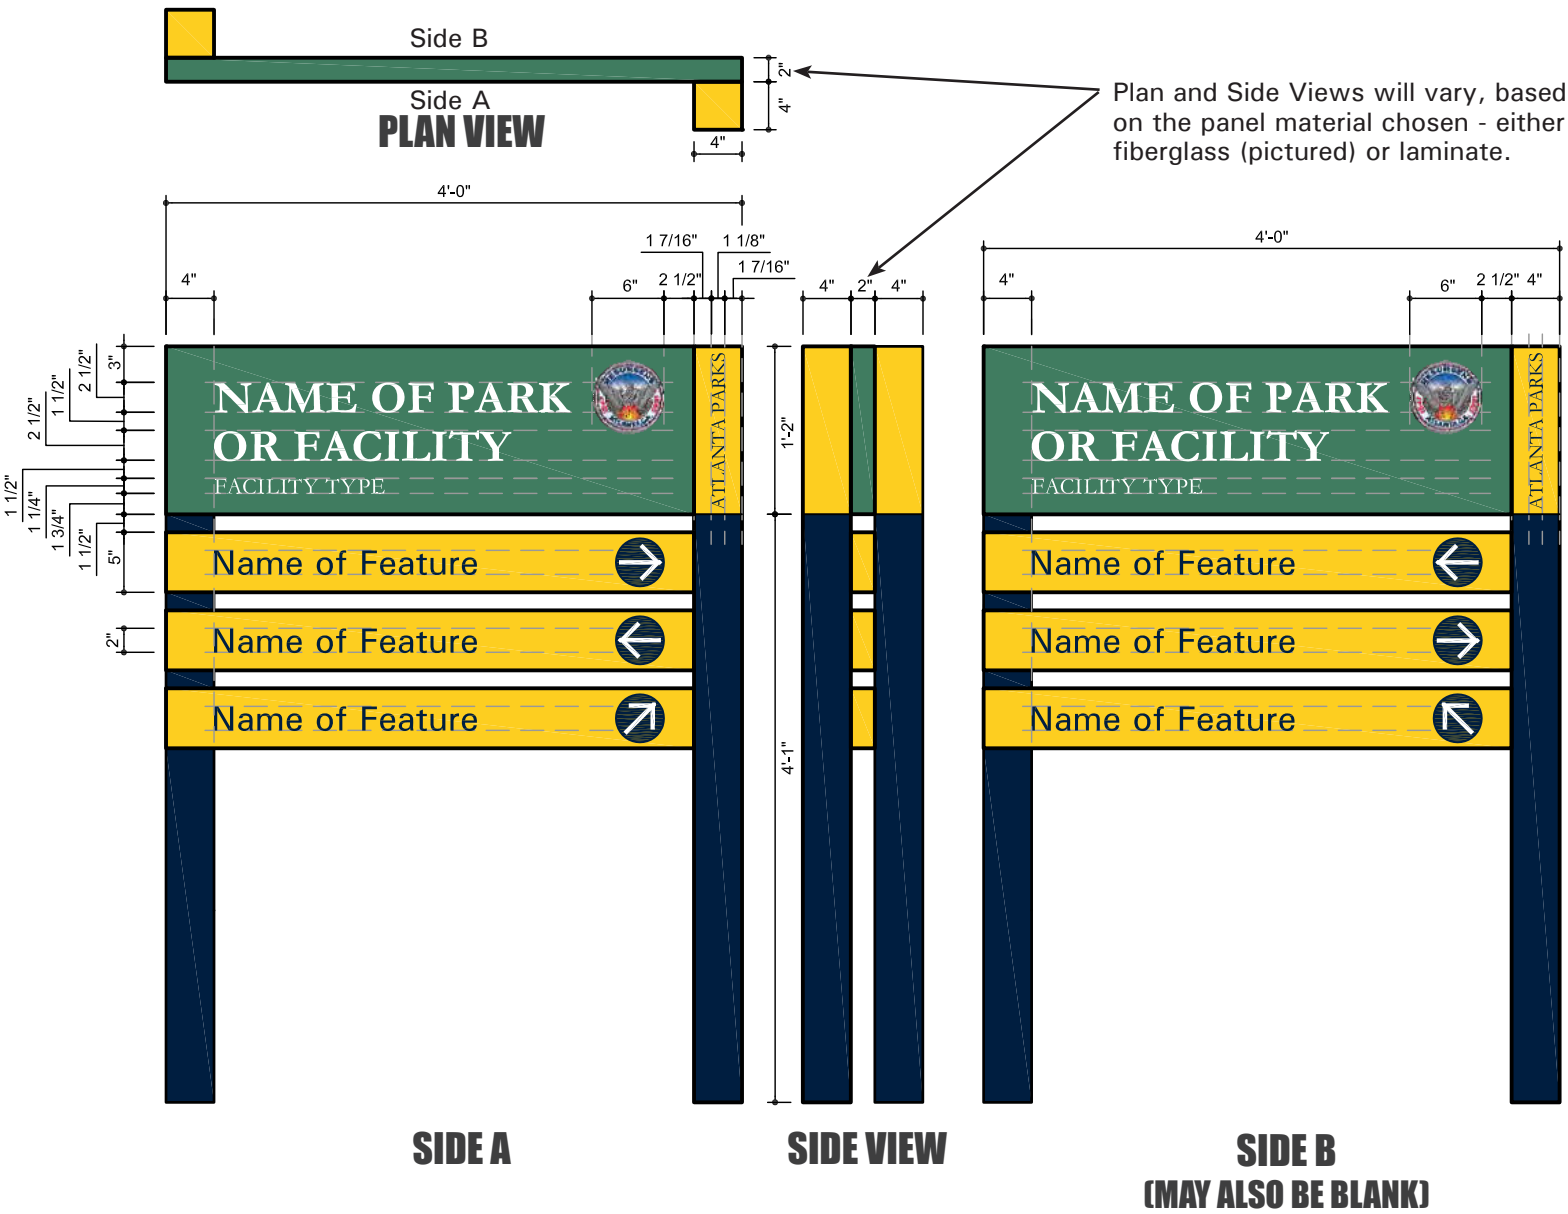 Side B
2"
Side A
4"
PLAN VIEW
4"
Plan and Side Views will vary, based
on the panel material chosen - either
fiberglass (pictured) or laminate.
4'-0"
1 7/16"
1 1/8"
1 7/16"
4"
6"
2 1/2"
4"
2"
4"
4'-0"
4"
6"
2 1/2"
4"
3"
2 1/2"
1 1/2"
2 1/2"
1 1/2"
1 1/4"
1 3/4"
1 1/2"
5"
2"
NAME OF PARK
OR FACILITY
FACILITY TYPE
ATLANTA PARKS
Name of Feature
Name of Feature
Name of Feature
1'-2"
4'-1"
NAME OF PARK
OR FACILITY
FACILITY TYPE
ATLANTA PARKS
Name of Feature
Name of Feature
Name of Feature
SIDE A
SIDE VIEW
SIDE B
(MAY ALSO BE BLANK)